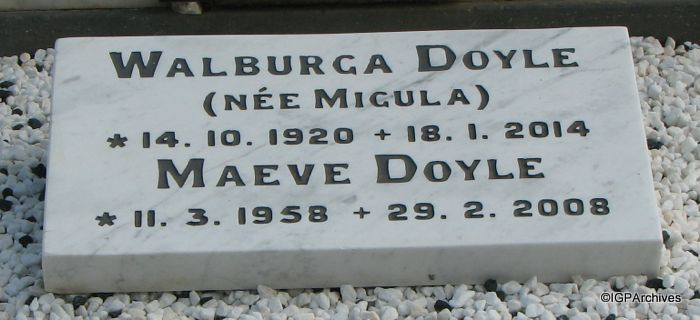 WALBURGA DOYLE
(NÉE MIGULA)
* 14. 10. 1920 + 18. 1. 2014
MAEVE DOYLE
* 11. 3. 1958 + 29. 2. 2008
©IGPArchives